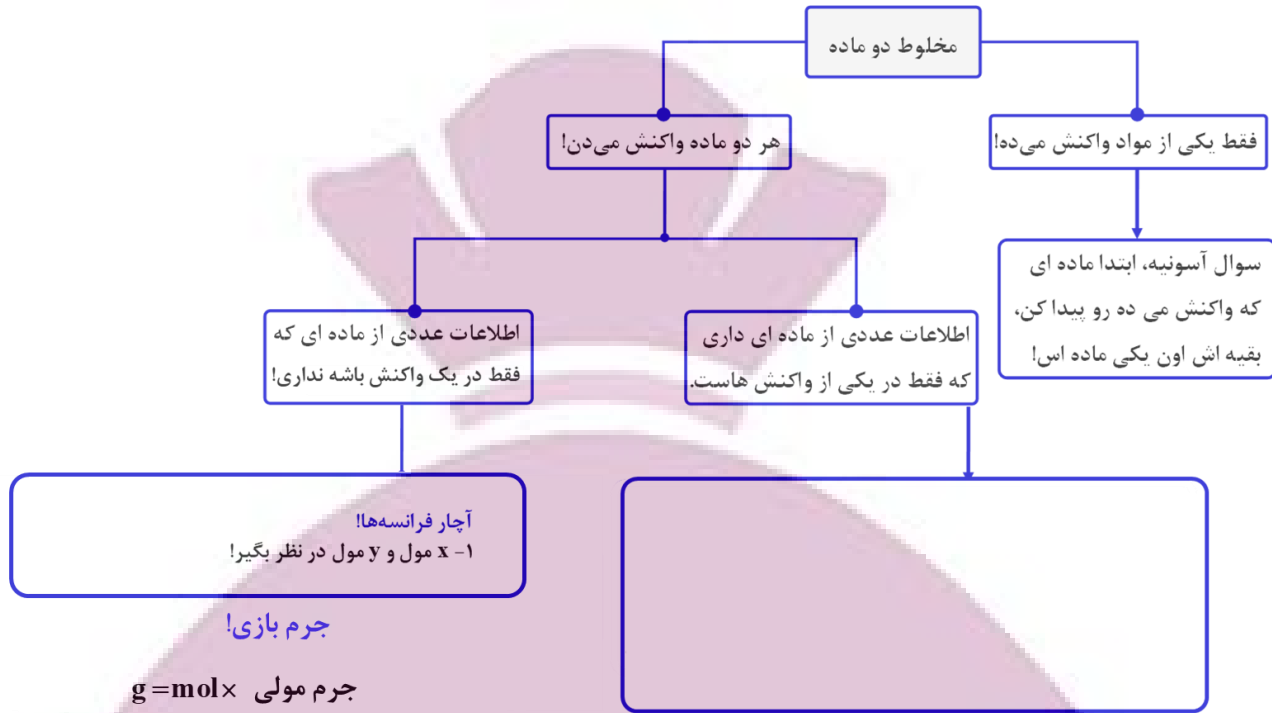 مخلوط دو ماده
فقط یکی از مواد واکنش می‌ده!
هر دو ماده واکنش می‌دن!
سوال آسونیه، ابتدا ماده ای
که واکنش می ده رو پیدا کن،
بقیه اش اون یکی ماده اس!
اطلاعات عددی از ماده ای داری
که فقط در یکی از واکنش هاست.
اطلاعات عددی از ماده ای که
فقط در یک واکنش باشه نداری!
آچار فرانسه‌ها!
۱- x مول و y مول در نظر بگیر!
جرم بازی!
g=mol× جرم مولی